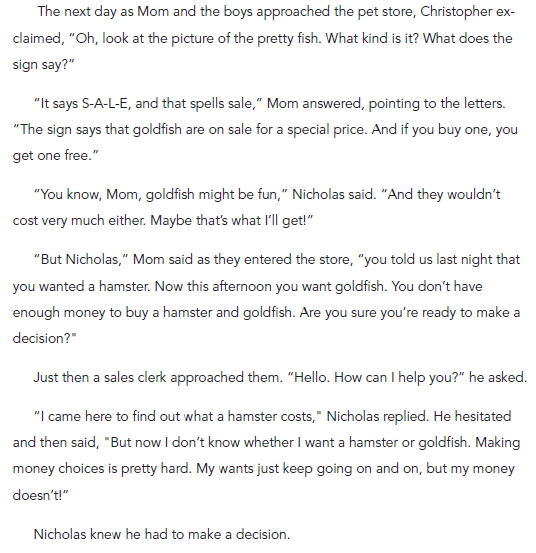 The next day as Mom and the boys approached the pet store, Christopher ex-
claimed, “Oh, look at the picture of the pretty fish. What kind is it? What does the
sign say?”
“It says S-A-L-E, and that spells sale,” Mom answered, pointing to the letters.
“The sign says that goldfish are on sale for a special price. And if you buy one, you
get one free.”
“You know, Mom, goldfish might be fun,” Nicholas said. “And they wouldn’t
cost very much either. Maybe that’s what I’ll get!”
“But Nicholas,” Mom said as they entered the store, “you told us last night that
you wanted a hamster. Now this afternoon you want goldfish. You don’t have
enough money to buy a hamster and goldfish. Are you sure you’re ready to make a
decision?"
Just then a sales clerk approached them. “Hello. How can I help you?” he asked.
“I came here to find out what a hamster costs," Nicholas replied. He hesitated
and then said, "But now I don’t know whether I want a hamster or goldfish. Making
money choices is pretty hard. My wants just keep going on and on, but my money
doesn’t!”
Nicholas knew he had to make a decision.